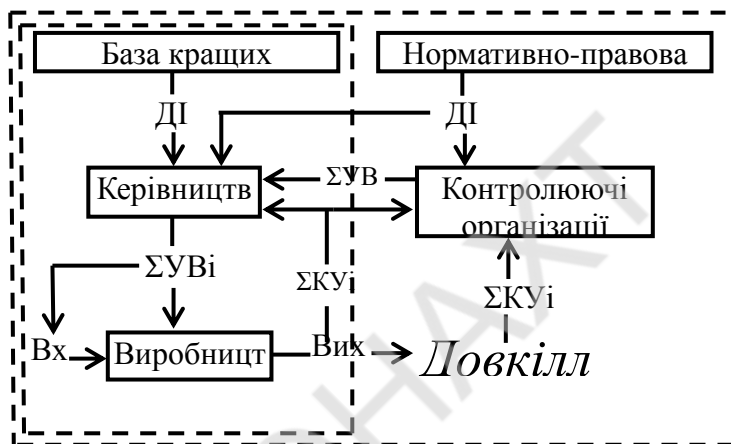 База кращих
Нормативно-правова
ДІ
ДІ
Керівництв
ΣУВ
Контролюючі
організації
ΣУВі
ΣКУі
ΣКУі
Вх
Виробницт
Вих
Довкілл